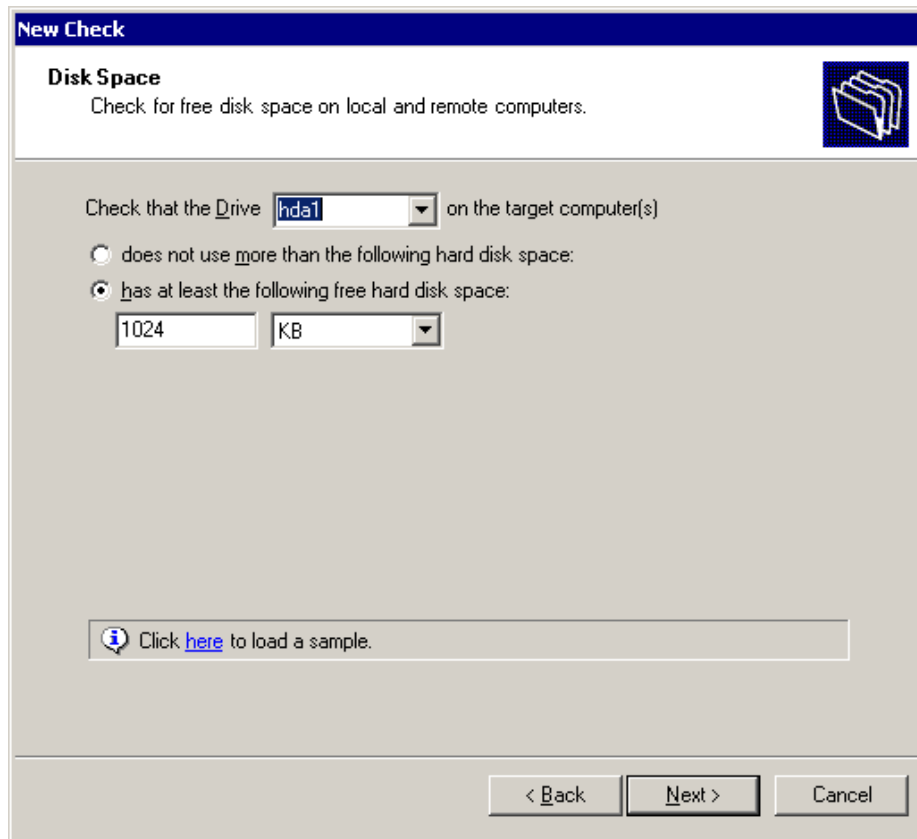 New Check
Disk Space
Check for free disk space on local and remote computers.
Check that the Drive hda1 on the target computer(s)
does not use more than the following hard disk space:
has at least the following free hard disk space:
1024 KB
Click here to load a sample.
< Back Next > Cancel